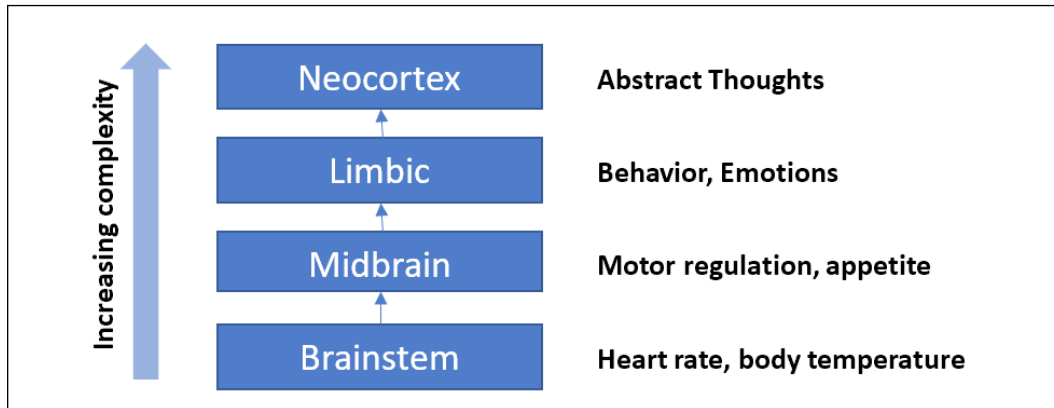 Increasing complexity
Neocortex
Abstract Thoughts
Limbic
Behavior, Emotions
Midbrain
Motor regulation, appetite
Brainstem
Heart rate, body temperature